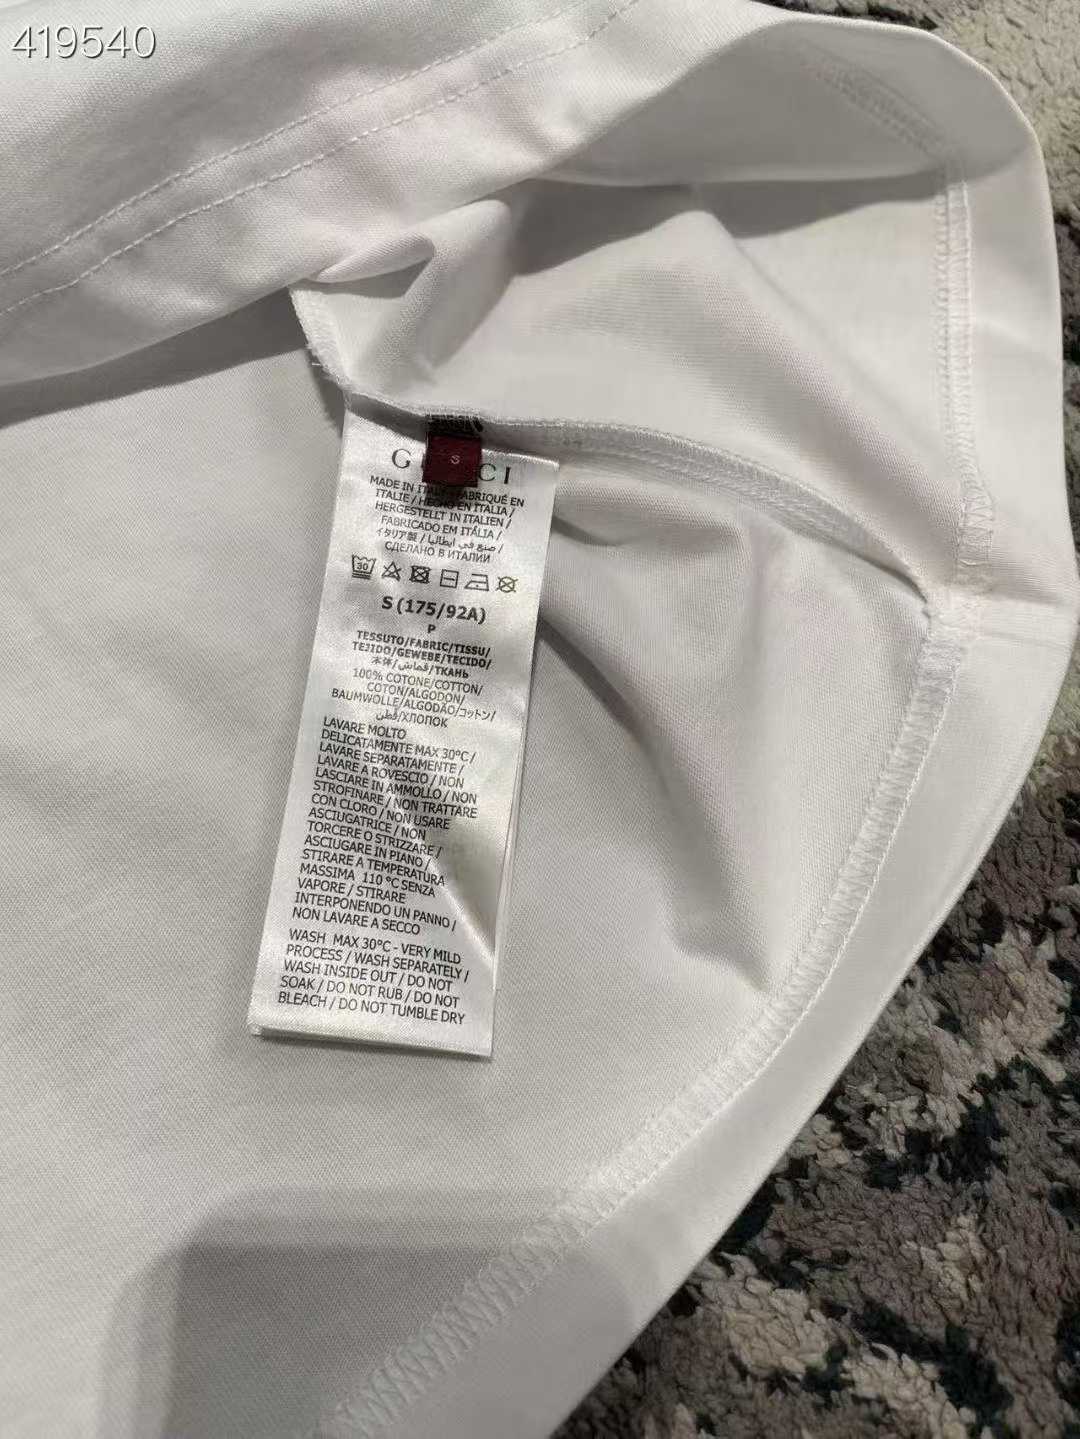 419540
G CI
S
MADE IN ITALY / FABRIQUÉ EN
ITALIE / HECHO EN ITALIA /
HERGESTELLT IN ITALIEN /
FABRICADO EM ITÁLIA /
イタリア製 / صنع في ايطاليا /
СДЕЛАНО В ИТАЛИИ
30
S (175/92A)
P
TESSUTO/FABRIC/TISSU/
TEJIDO/GEWEBE/TECIDO/
本体/قماش/ТКАНЬ
100% COTONE/COTTON/
COTON/ALGODÓN/
BAUMWOLLE/ALGODÃO/コットン/
قطن/ХЛОПОК
LAVARE MOLTO
DELICATAMENTE MAX 30°C /
LAVARE SEPARATAMENTE /
LAVARE A ROVESCIO / NON
LASCIARE IN AMMOLLO / NON
STROFINARE / NON TRATTARE
CON CLORO / NON USARE
ASCIUGATRICE / NON
TORCERE O STRIZZARE /
ASCIUGARE IN PIANO /
STIRARE A TEMPERATURA
MASSIMA 110 °C SENZA
VAPORE / STIRARE
INTERPONENDO UN PANNO /
NON LAVARE A SECCO
WASH MAX 30°C - VERY MILD
PROCESS / WASH SEPARATELY /
WASH INSIDE OUT / DO NOT
SOAK / DO NOT RUB / DO NOT
BLEACH / DO NOT TUMBLE DRY